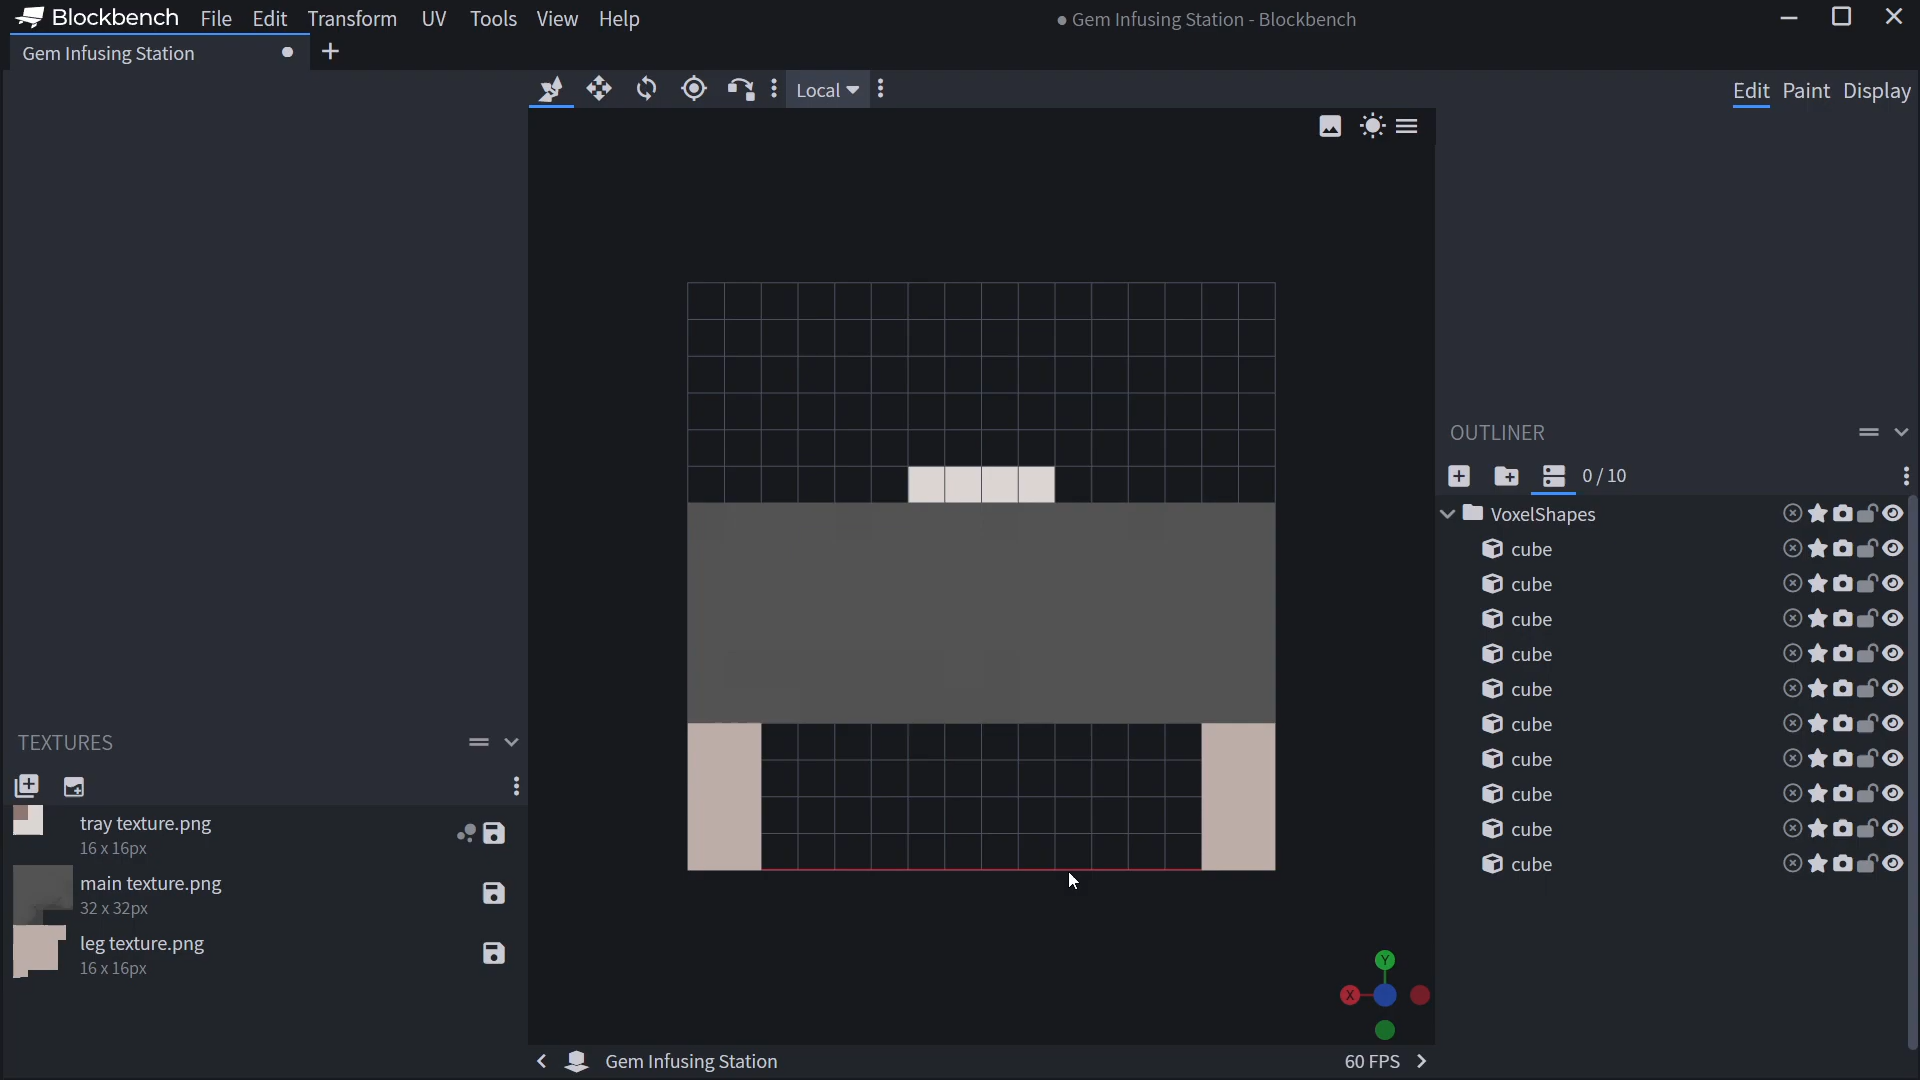 Blockbench File Edit Transform UV Tools View Help
● Gem Infusing Station - Blockbench
Gem Infusing Station
Local
Edit Paint Display
OUTLINER
0 / 10
VoxelShapes
cube
cube
cube
cube
cube
cube
cube
cube
cube
cube
TEXTURES
tray texture.png
16 x 16px
main texture.png
32 x 32px
leg texture.png
16 x 16px
Y
X
Gem Infusing Station
60 FPS